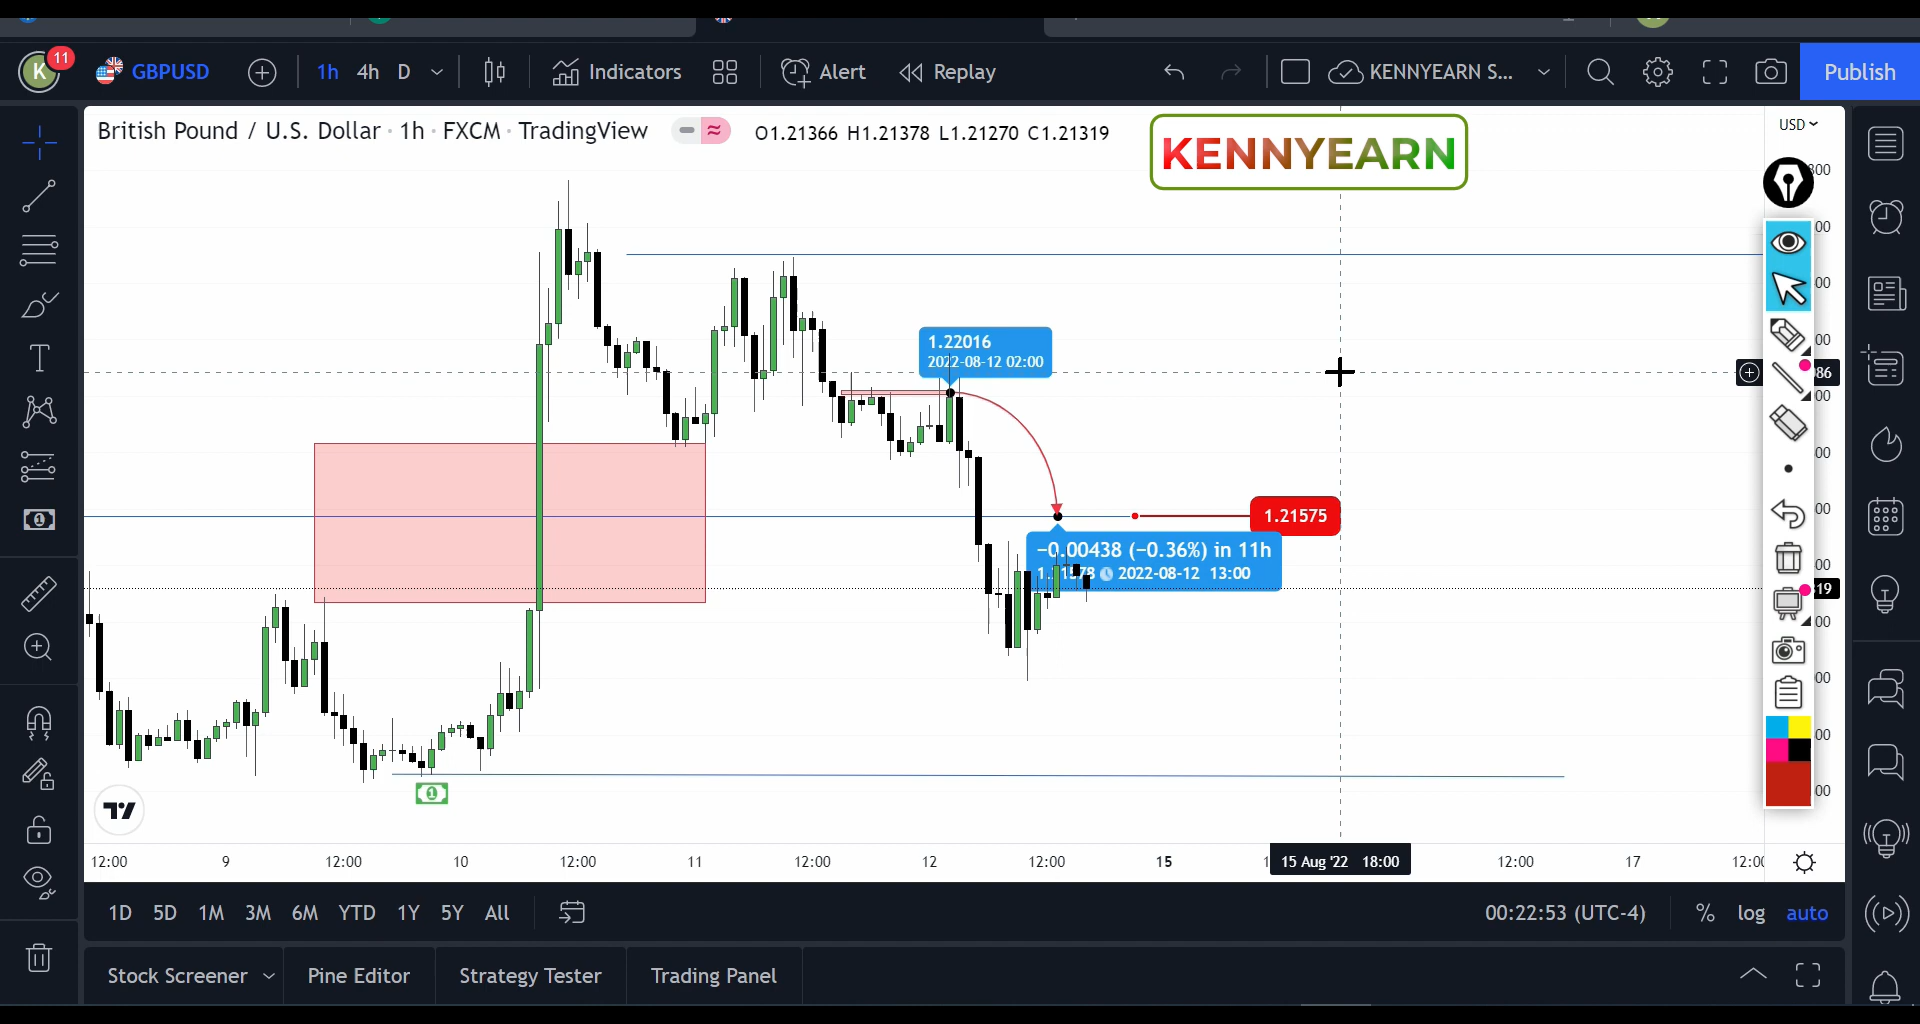 K
11
GBPUSD
1h
4h
D
Indicators
Alert
Replay
KENNYEARN S...
Publish
British Pound / U.S. Dollar · 1h · FXCM · TradingView
O1.21366 H1.21378 L1.21270 C1.21319
KENNYEARN
USD
1.22016
2022-08-12 02:00
1.21575
−0.00438 (−0.36%) in 11h
2022-08-12 13:00
12:00
9
12:00
10
12:00
11
12:00
12
12:00
15
15 Aug '22 18:00
12:00
17
1D
5D
1M
3M
6M
YTD
1Y
5Y
All
00:22:53 (UTC-4)
%
log
auto
Stock Screener
Pine Editor
Strategy Tester
Trading Panel